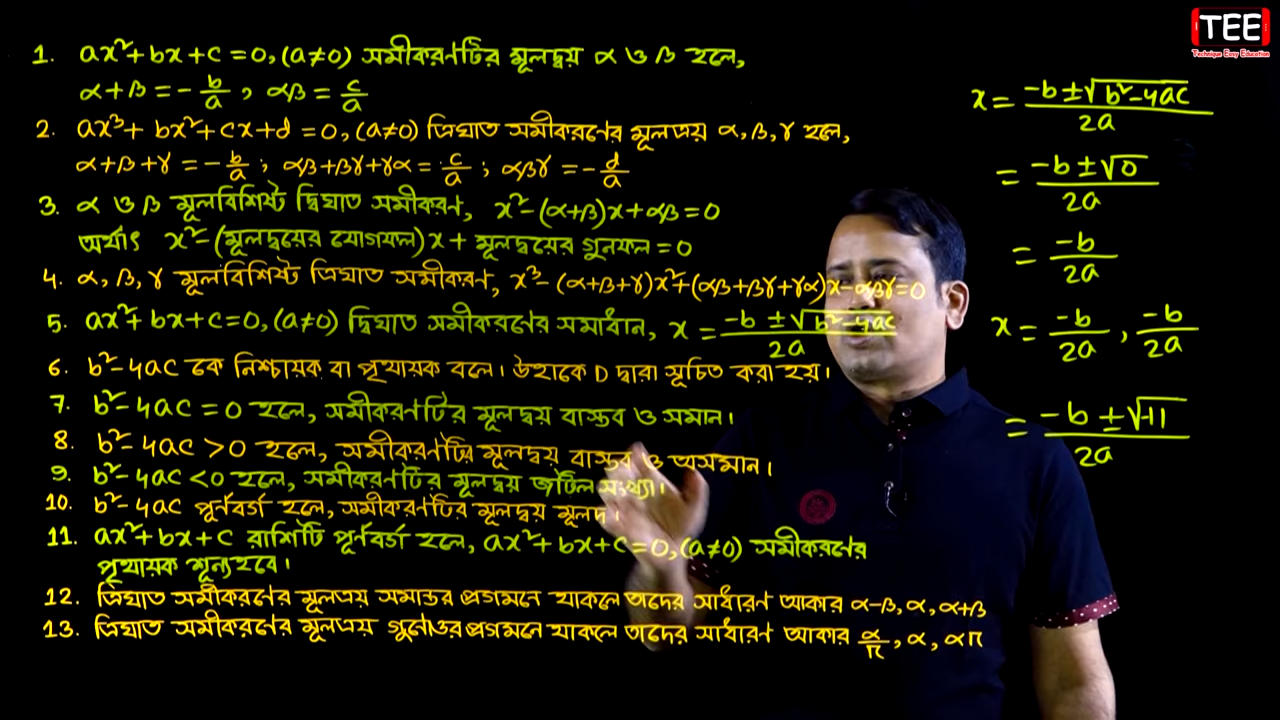 TEE
Technique Easy Education
1. ax²+bx+c=0, (a≠0) সমীকরণটির মূলদ্বয় α ও β হলে,
α+β = -b/a, αβ = c/a
2. ax³+bx²+cx+d=0, (a≠0) ত্রিঘাত সমীকরণের মূলত্রয় α, β, γ হলে,
α+β+γ = -b/a ; αβ+βγ+γα = c/a ; αβγ = -d/a
3. α ও β মূলবিশিষ্ট দ্বিঘাত সমীকরণ, x²-(α+β)x+αβ=0
অর্থাৎ x²-(মূলদ্বয়ের যোগফল)x + মূলদ্বয়ের গুনফল=0
4. α, β, γ মূলবিশিষ্ট ত্রিঘাত সমীকরণ, x³-(α+β+γ)x²+(αβ+βγ+γα)x-αβγ=0
5. ax²+bx+c=0, (a≠0) দ্বিঘাত সমীকরণের সমাধান, x = (-b ±√(b²-4ac))/2a
6. b²-4ac কে নিশ্চায়ক বা পৃথায়ক বলে। উহাকে D দ্বারা সূচিত করা হয়।
7. b²-4ac=0 হলে, সমীকরণটির মূলদ্বয় বাস্তব ও সমান।
8. b²-4ac>0 হলে, সমীকরণটির মূলদ্বয় বাস্তব ও অসমান।
9. b²-4ac<0 হলে, সমীকরণটির মূলদ্বয় জটিল সংখ্যা।
10. b²-4ac পূর্ণবর্গ হলে, সমীকরণটির মূলদ্বয় মূলদ।
11. ax²+bx+c রাশিটি পূর্ণবর্গ হলে, ax²+bx+c=0, (a≠0) সমীকরণের
পৃথায়ক শূন্য হবে।
12. ত্রিঘাত সমীকরণের মূলত্রয় সমান্তর প্রগমনে থাকলে তাদের সাধারণ আকার α-β, α, α+β
13. ত্রিঘাত সমীকরণের মূলত্রয় গুনোত্তর প্রগমনে থাকলে তাদের সাধারণ আকার α/π, α, απ
x = (-b ±√(b²-4ac))/2a
= (-b ±√0)/2a
= -b/2a
x = -b/2a, -b/2a
= (-b ±√-11)/2a